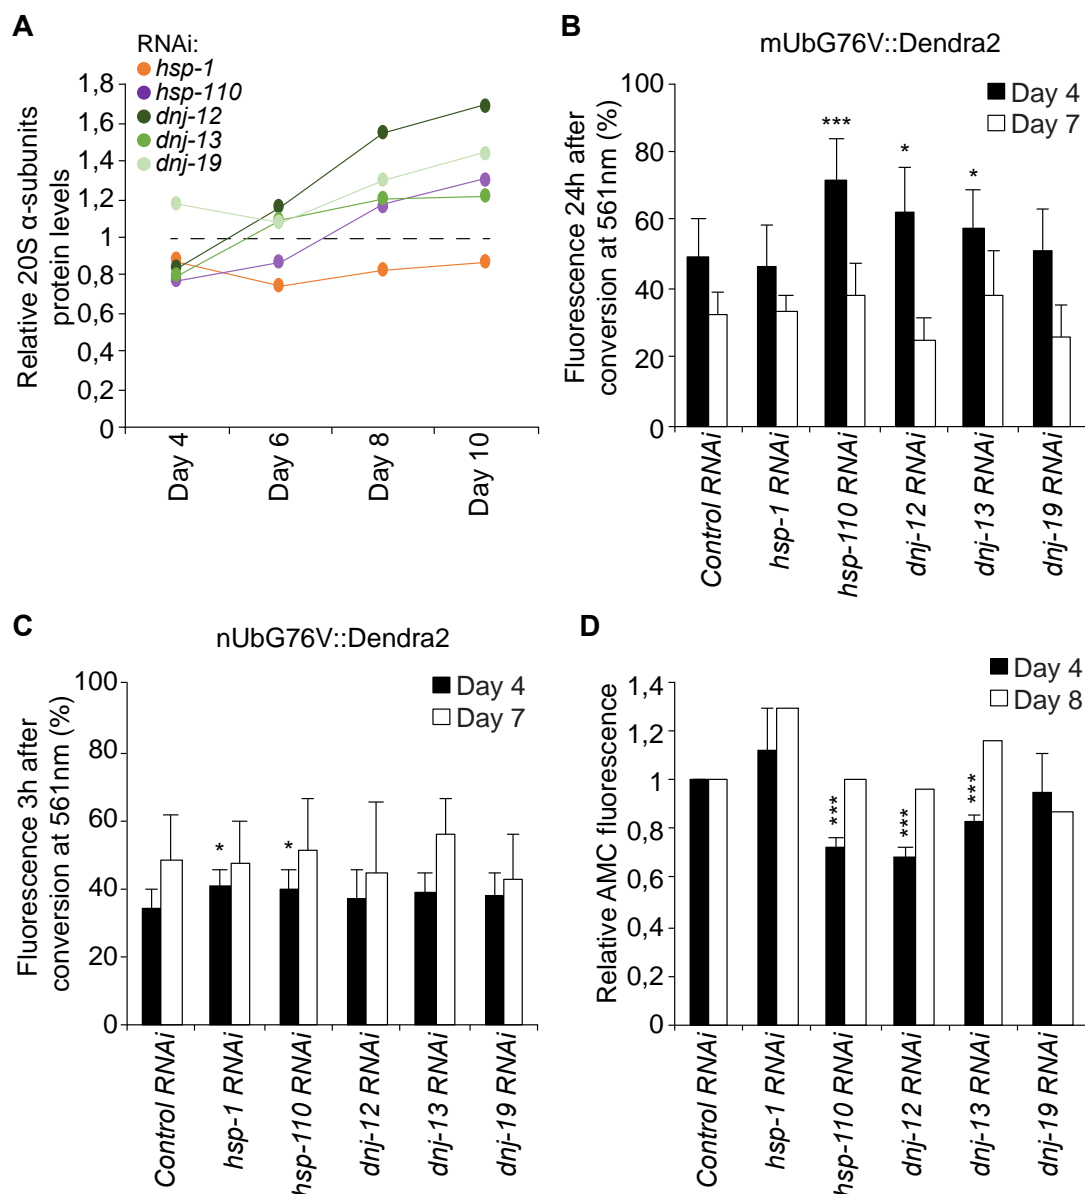 A
RNAi:
hsp-1
hsp-110
dnj-12
dnj-13
dnj-19
Relative 20S α-subunits
protein levels
1,8
1,6
1,4
1,2
1
0,8
0,6
0,4
0,2
0
Day 4
Day 6
Day 8
Day 10
B
mUbG76V::Dendra2
Day 4
Day 7
Fluorescence 24h after
conversion at 561nm (%)
100
80
60
40
20
0
***
*
*
Control RNAi
hsp-1 RNAi
hsp-110 RNAi
dnj-12 RNAi
dnj-13 RNAi
dnj-19 RNAi
C
nUbG76V::Dendra2
Day 4
Day 7
Fluorescence 3h after
conversion at 561nm (%)
100
80
60
40
20
0
*
*
Control RNAi
hsp-1 RNAi
hsp-110 RNAi
dnj-12 RNAi
dnj-13 RNAi
dnj-19 RNAi
D
Day 4
Day 8
Relative AMC fluorescence
1,4
1,2
1
0,8
0,6
0,4
0,2
0
***
***
***
Control RNAi
hsp-1 RNAi
hsp-110 RNAi
dnj-12 RNAi
dnj-13 RNAi
dnj-19 RNAi